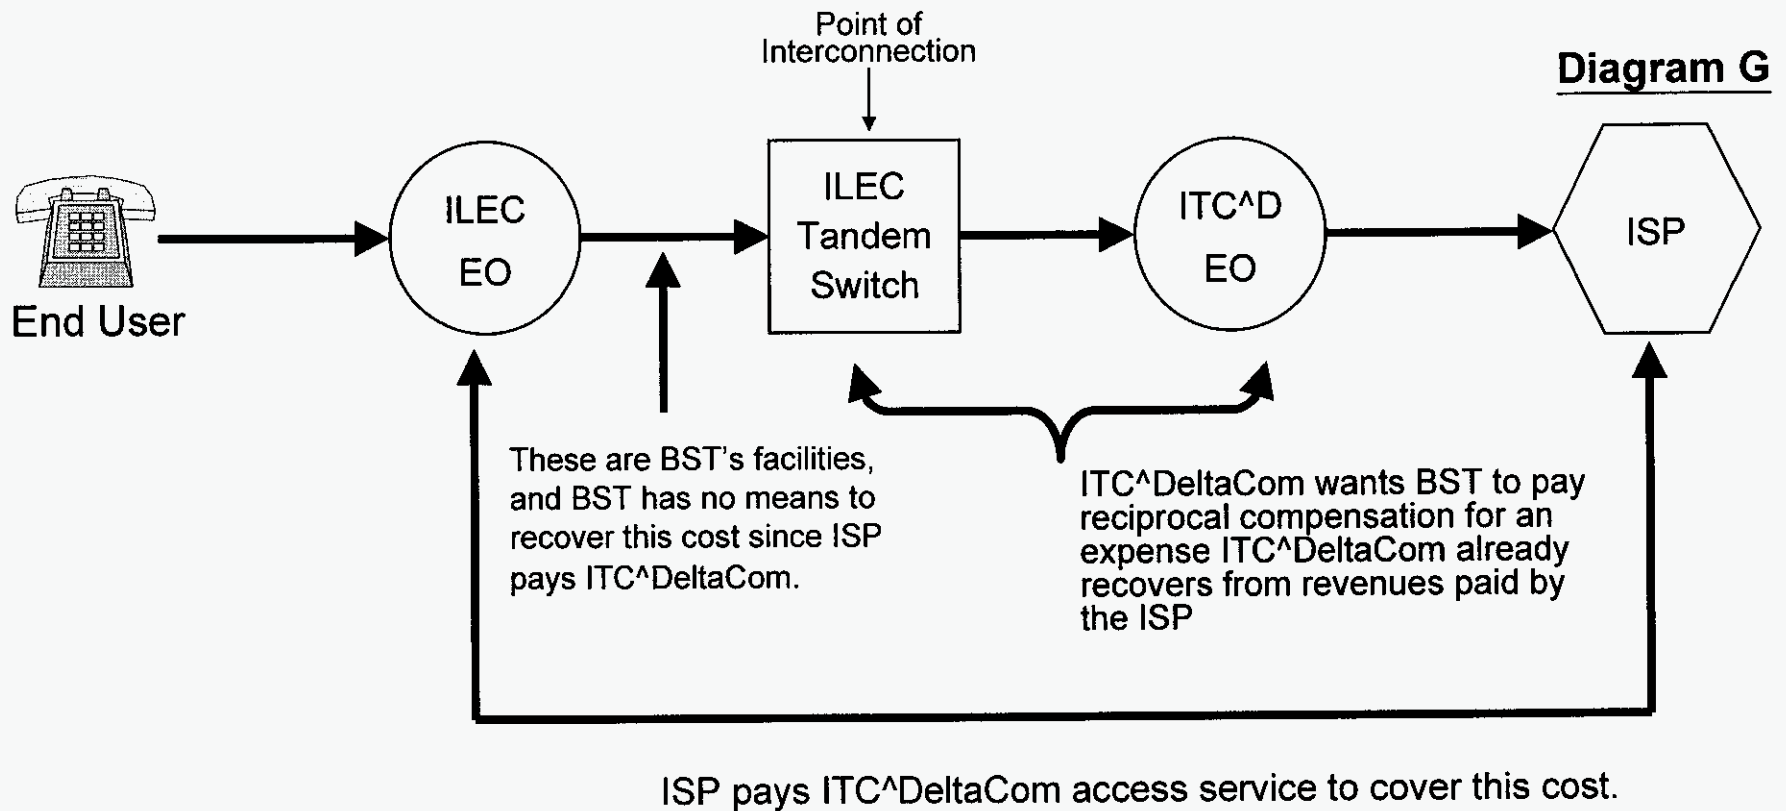 Point of
Interconnection
Diagram G
End User
ILEC
EO
ILEC
Tandem
Switch
ITC^D
EO
ISP
These are BST's facilities,
and BST has no means to
recover this cost since ISP
pays ITC^DeltaCom.
ITC^DeltaCom wants BST to pay
reciprocal compensation for an
expense ITC^DeltaCom already
recovers from revenues paid by
the ISP
ISP pays ITC^DeltaCom access service to cover this cost.